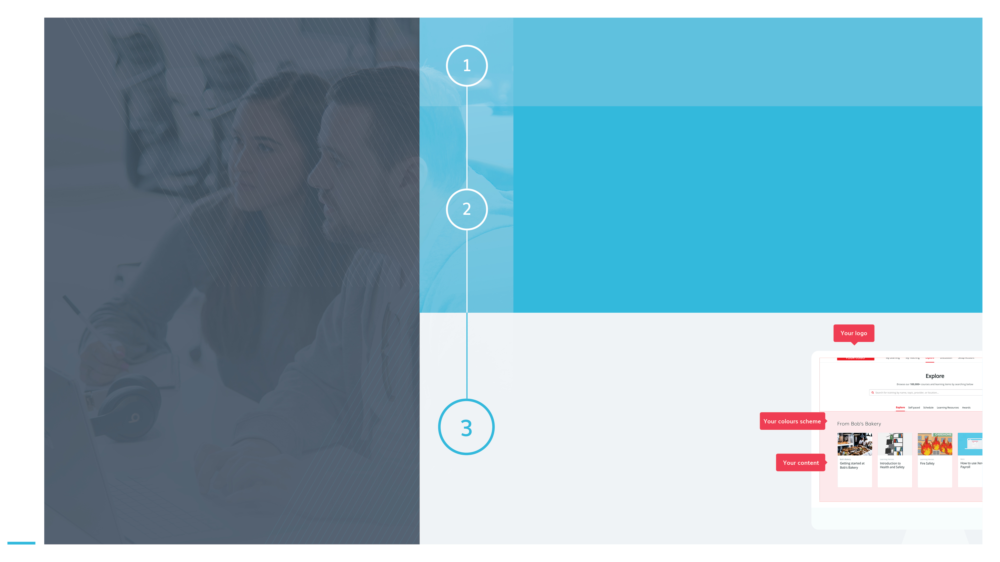 1
2
3
Your logo
YOUR LOGO
My Learning My Teaching Explore Discussion Setup Account
Explore
Browse our 100,000+ courses and learning items by searching below
Search for training by name, topic, provider, or location...
Explore Self-paced Schedule Learning Resources Awards
Your colours scheme
From Bob's Bakery
CAREHOME
Your content
Bob's Bakery
Getting started at
Bob's Bakery
Learning Heroes
Introduction to
Health and Safety
Learning Heroes
Fire Safety
Xero
How to use Xer
Payroll